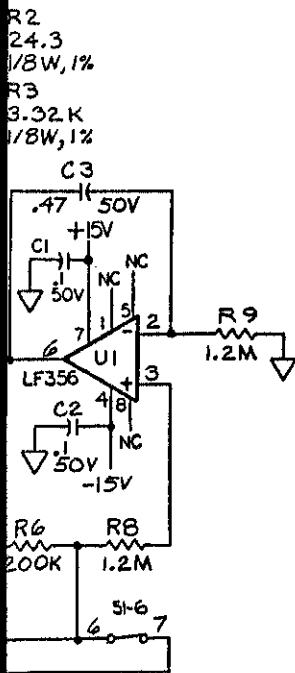 R2
24.3
1/8W, 1%
R3
3.32K
1/8W, 1%
C3
.47 50V
+15V
C1
.1
50V
NC
NC
7 1 5
2
R9
1.2M
6
U1
-
+
3
LF356
4 8
C2
.1
50V
NC
-15V
R6
200K
R8
1.2M
S1-6
6 7